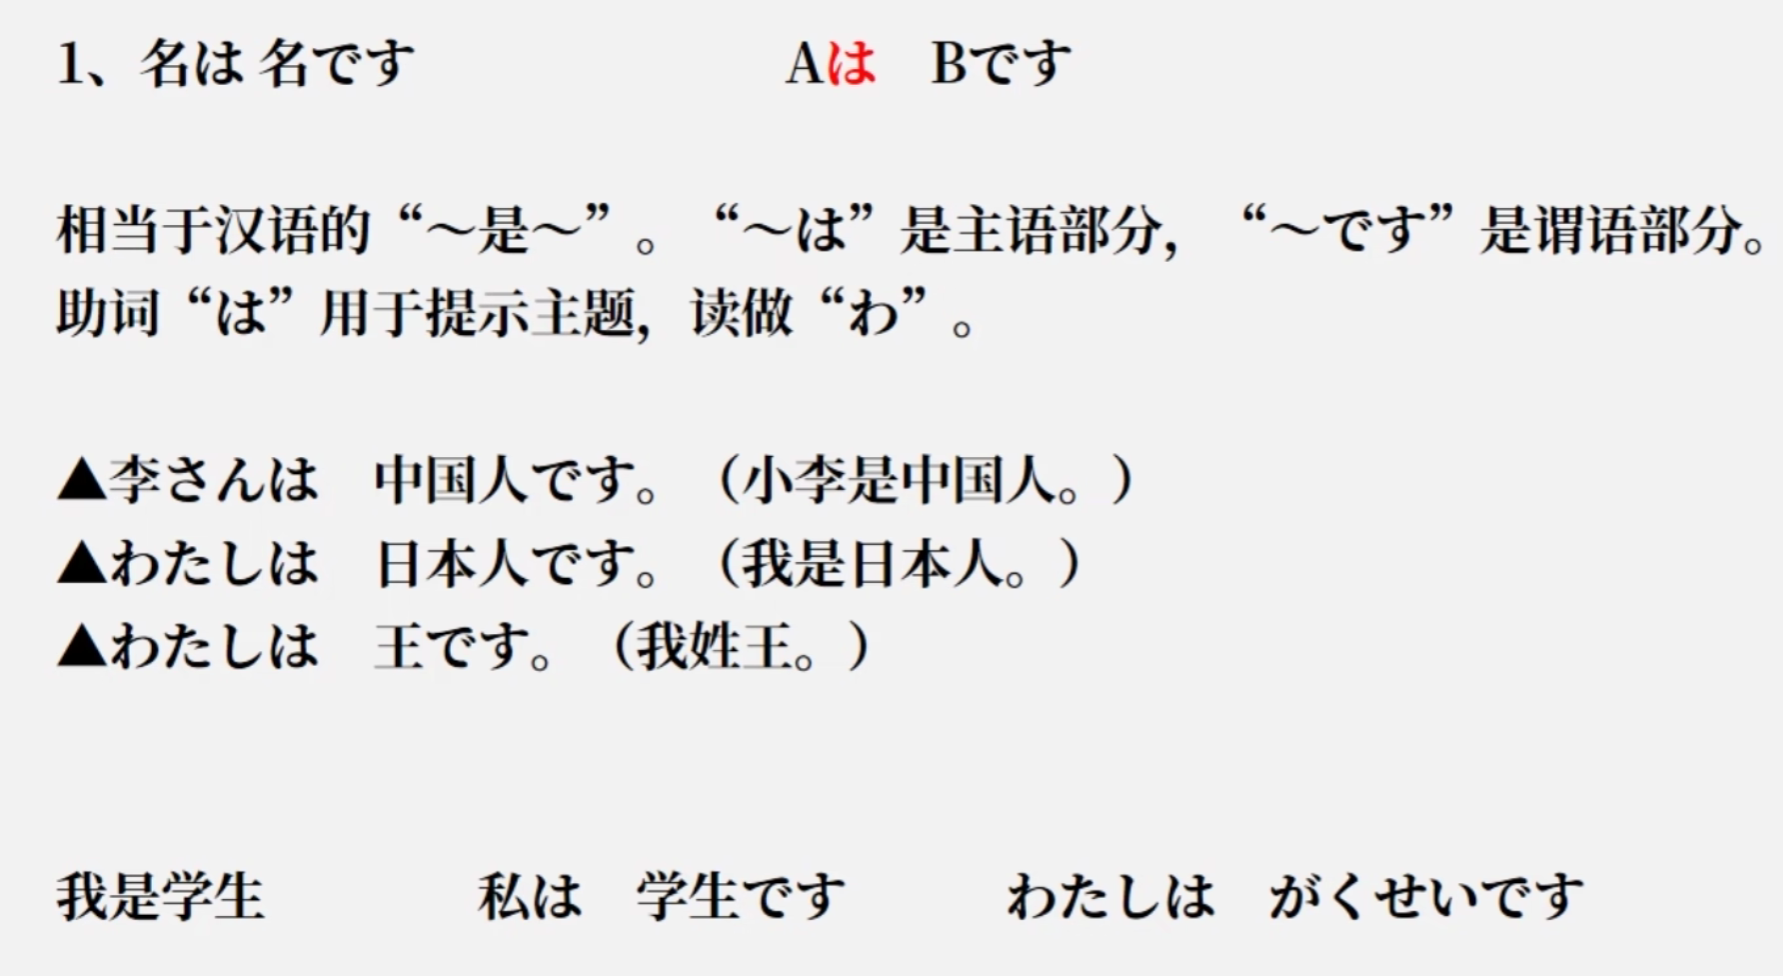 1、名は 名です　　　　　　　Aは　Bです
相当于汉语的“～是～”。“～は”是主语部分，“～です”是谓语部分。
助词“は”用于提示主题，读做“わ”。
▲李さんは　中国人です。（小李是中国人。）
▲わたしは　日本人です。（我是日本人。）
▲わたしは　王です。（我姓王。）
我是学生　　　　私は　学生です　　　わたしは　がくせいです